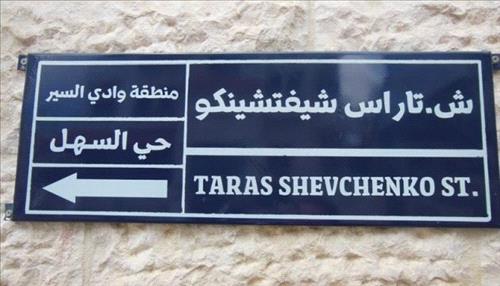 ش.تاراس شيفتشينكو
TARAS SHEVCHENKO ST.
منطقة وادي السير
حي السهل